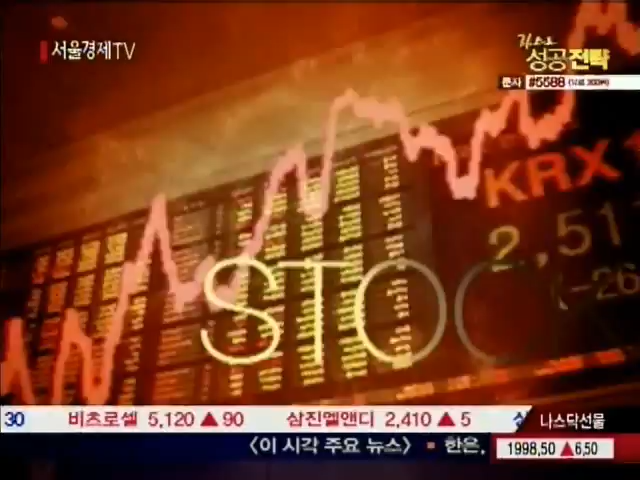 서울경제TV
성공전략
문자 #5588
KRX
2,51
(-26
STOC
30 비츠로셀 5,120 ▲90 삼진엘앤디 2,410 ▲5
나스닥선물
<이 시각 주요 뉴스> ▪ 한은,
1998,50 ▲6,50